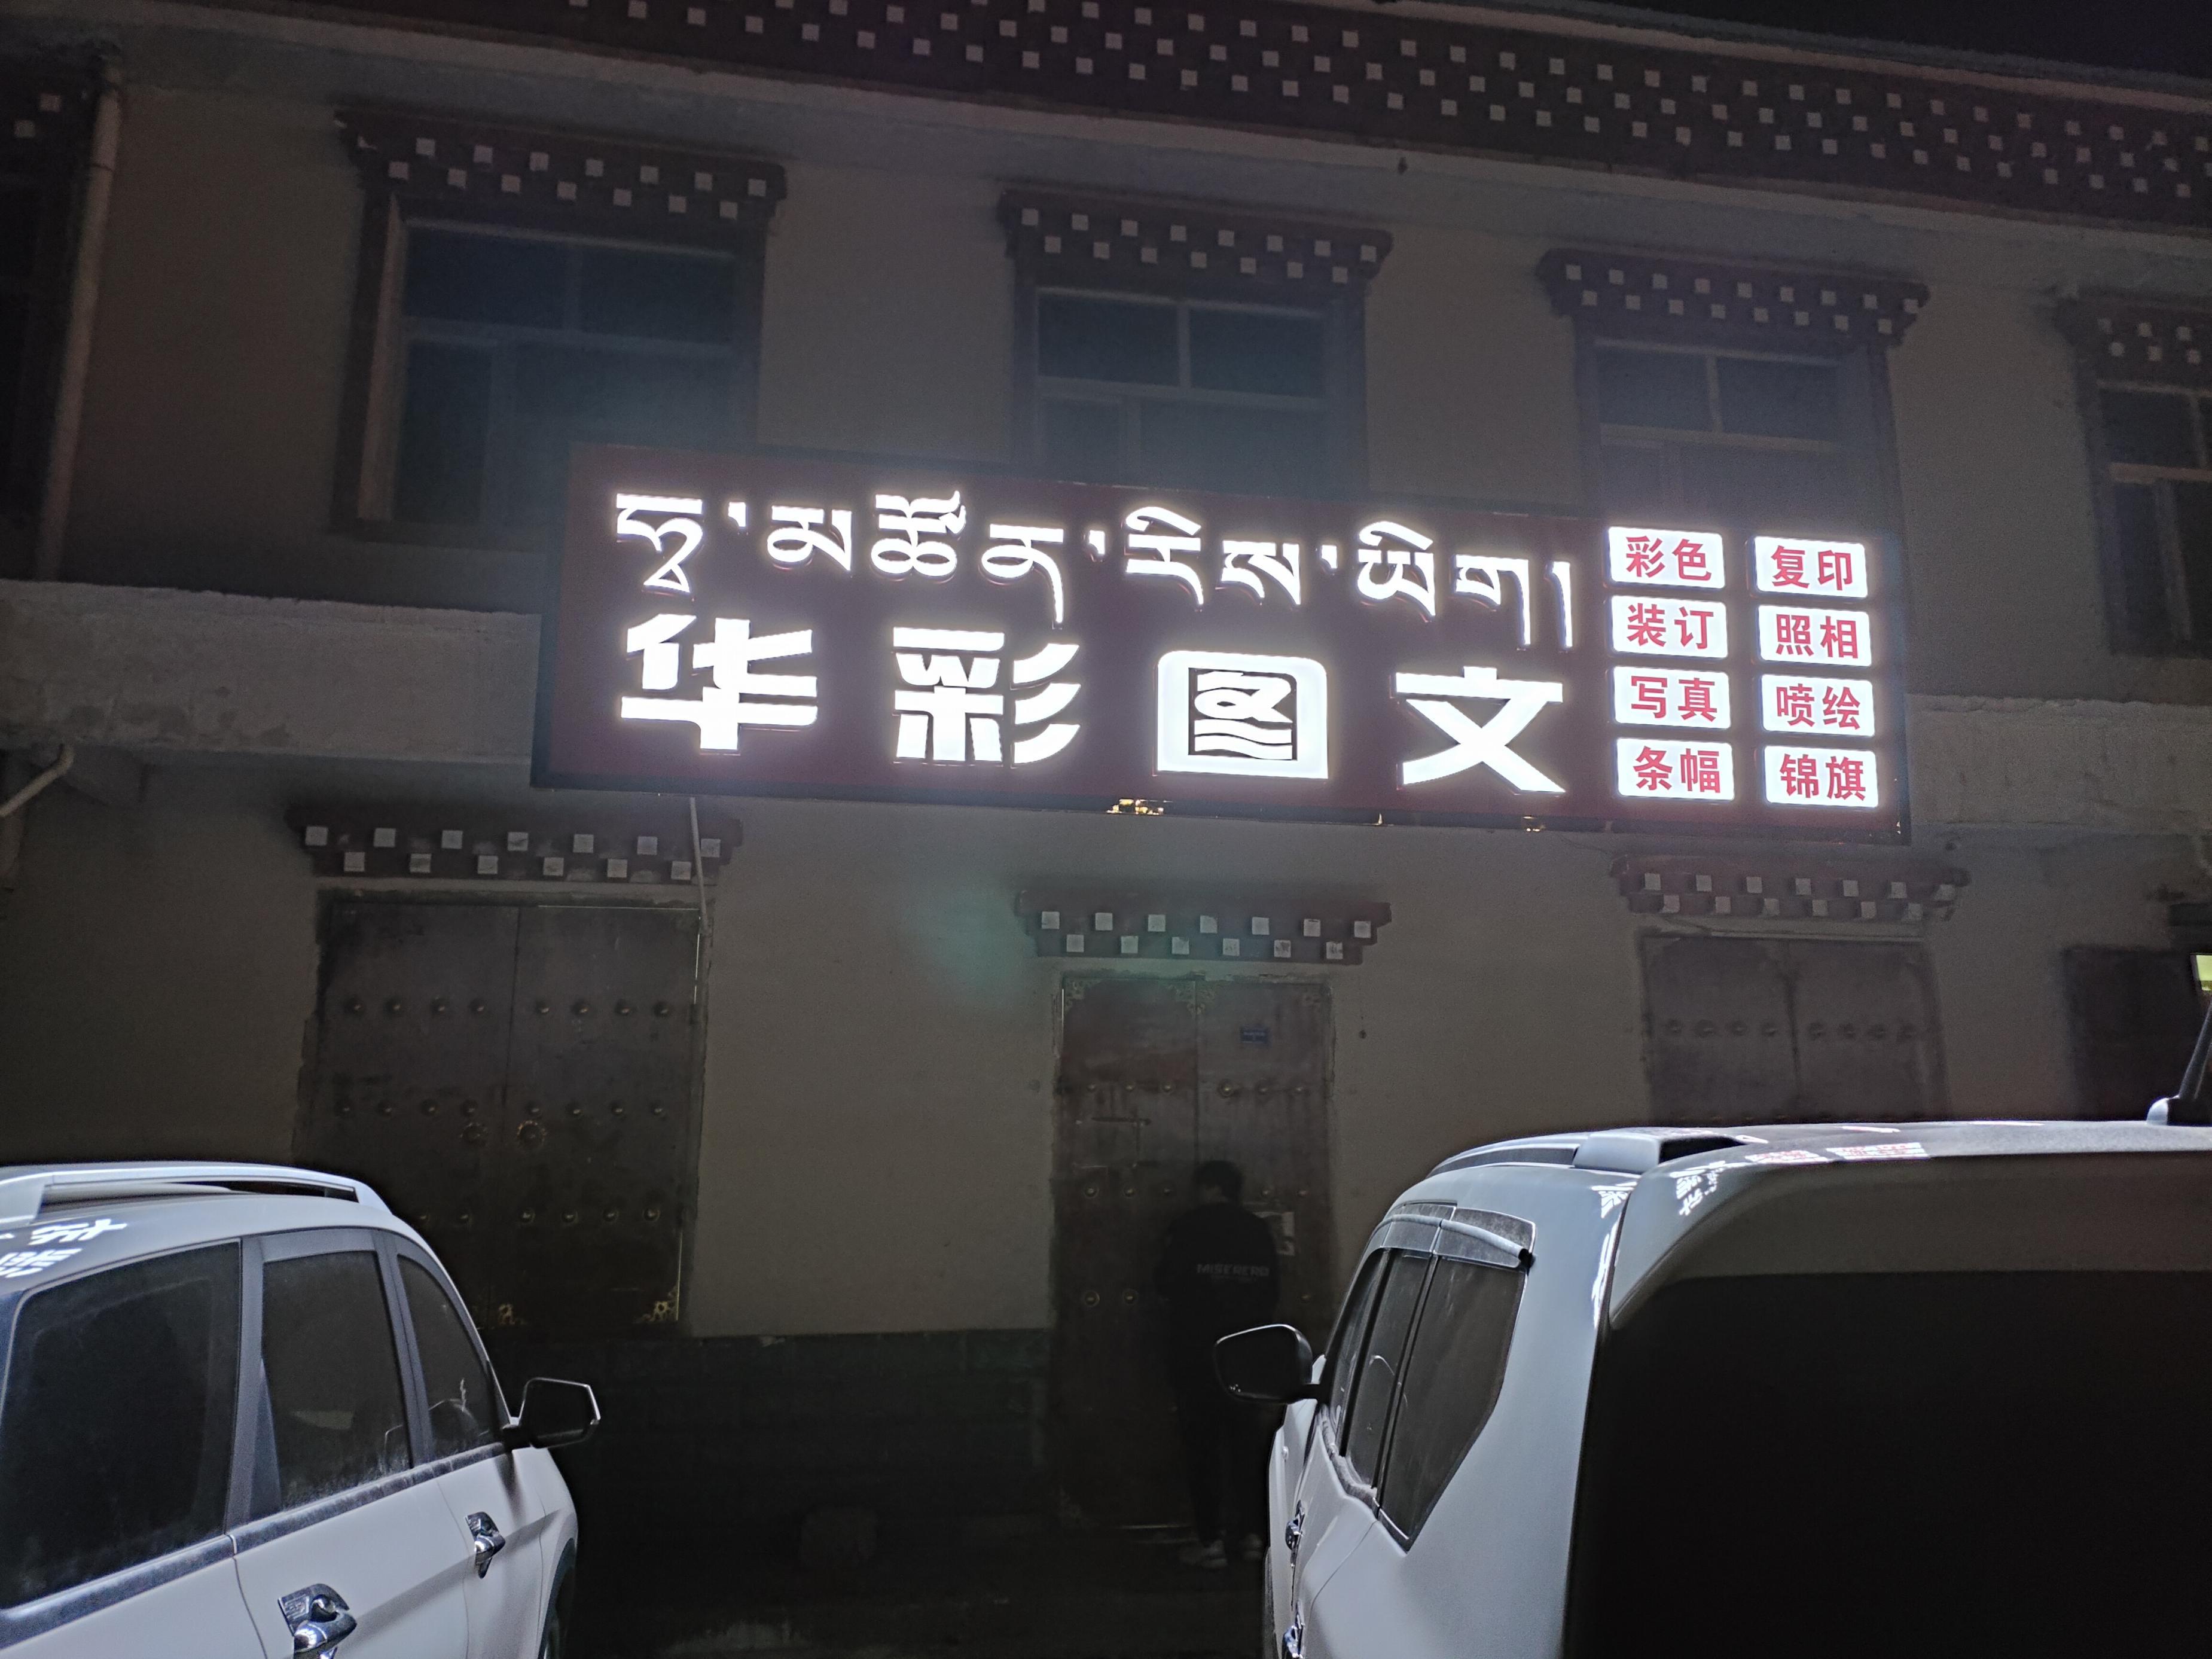 ཧྭ་མཚོན་རིས་ཡིག།
华彩图文
彩色 复印
装订 照相
写真 喷绘
条幅 锦旗